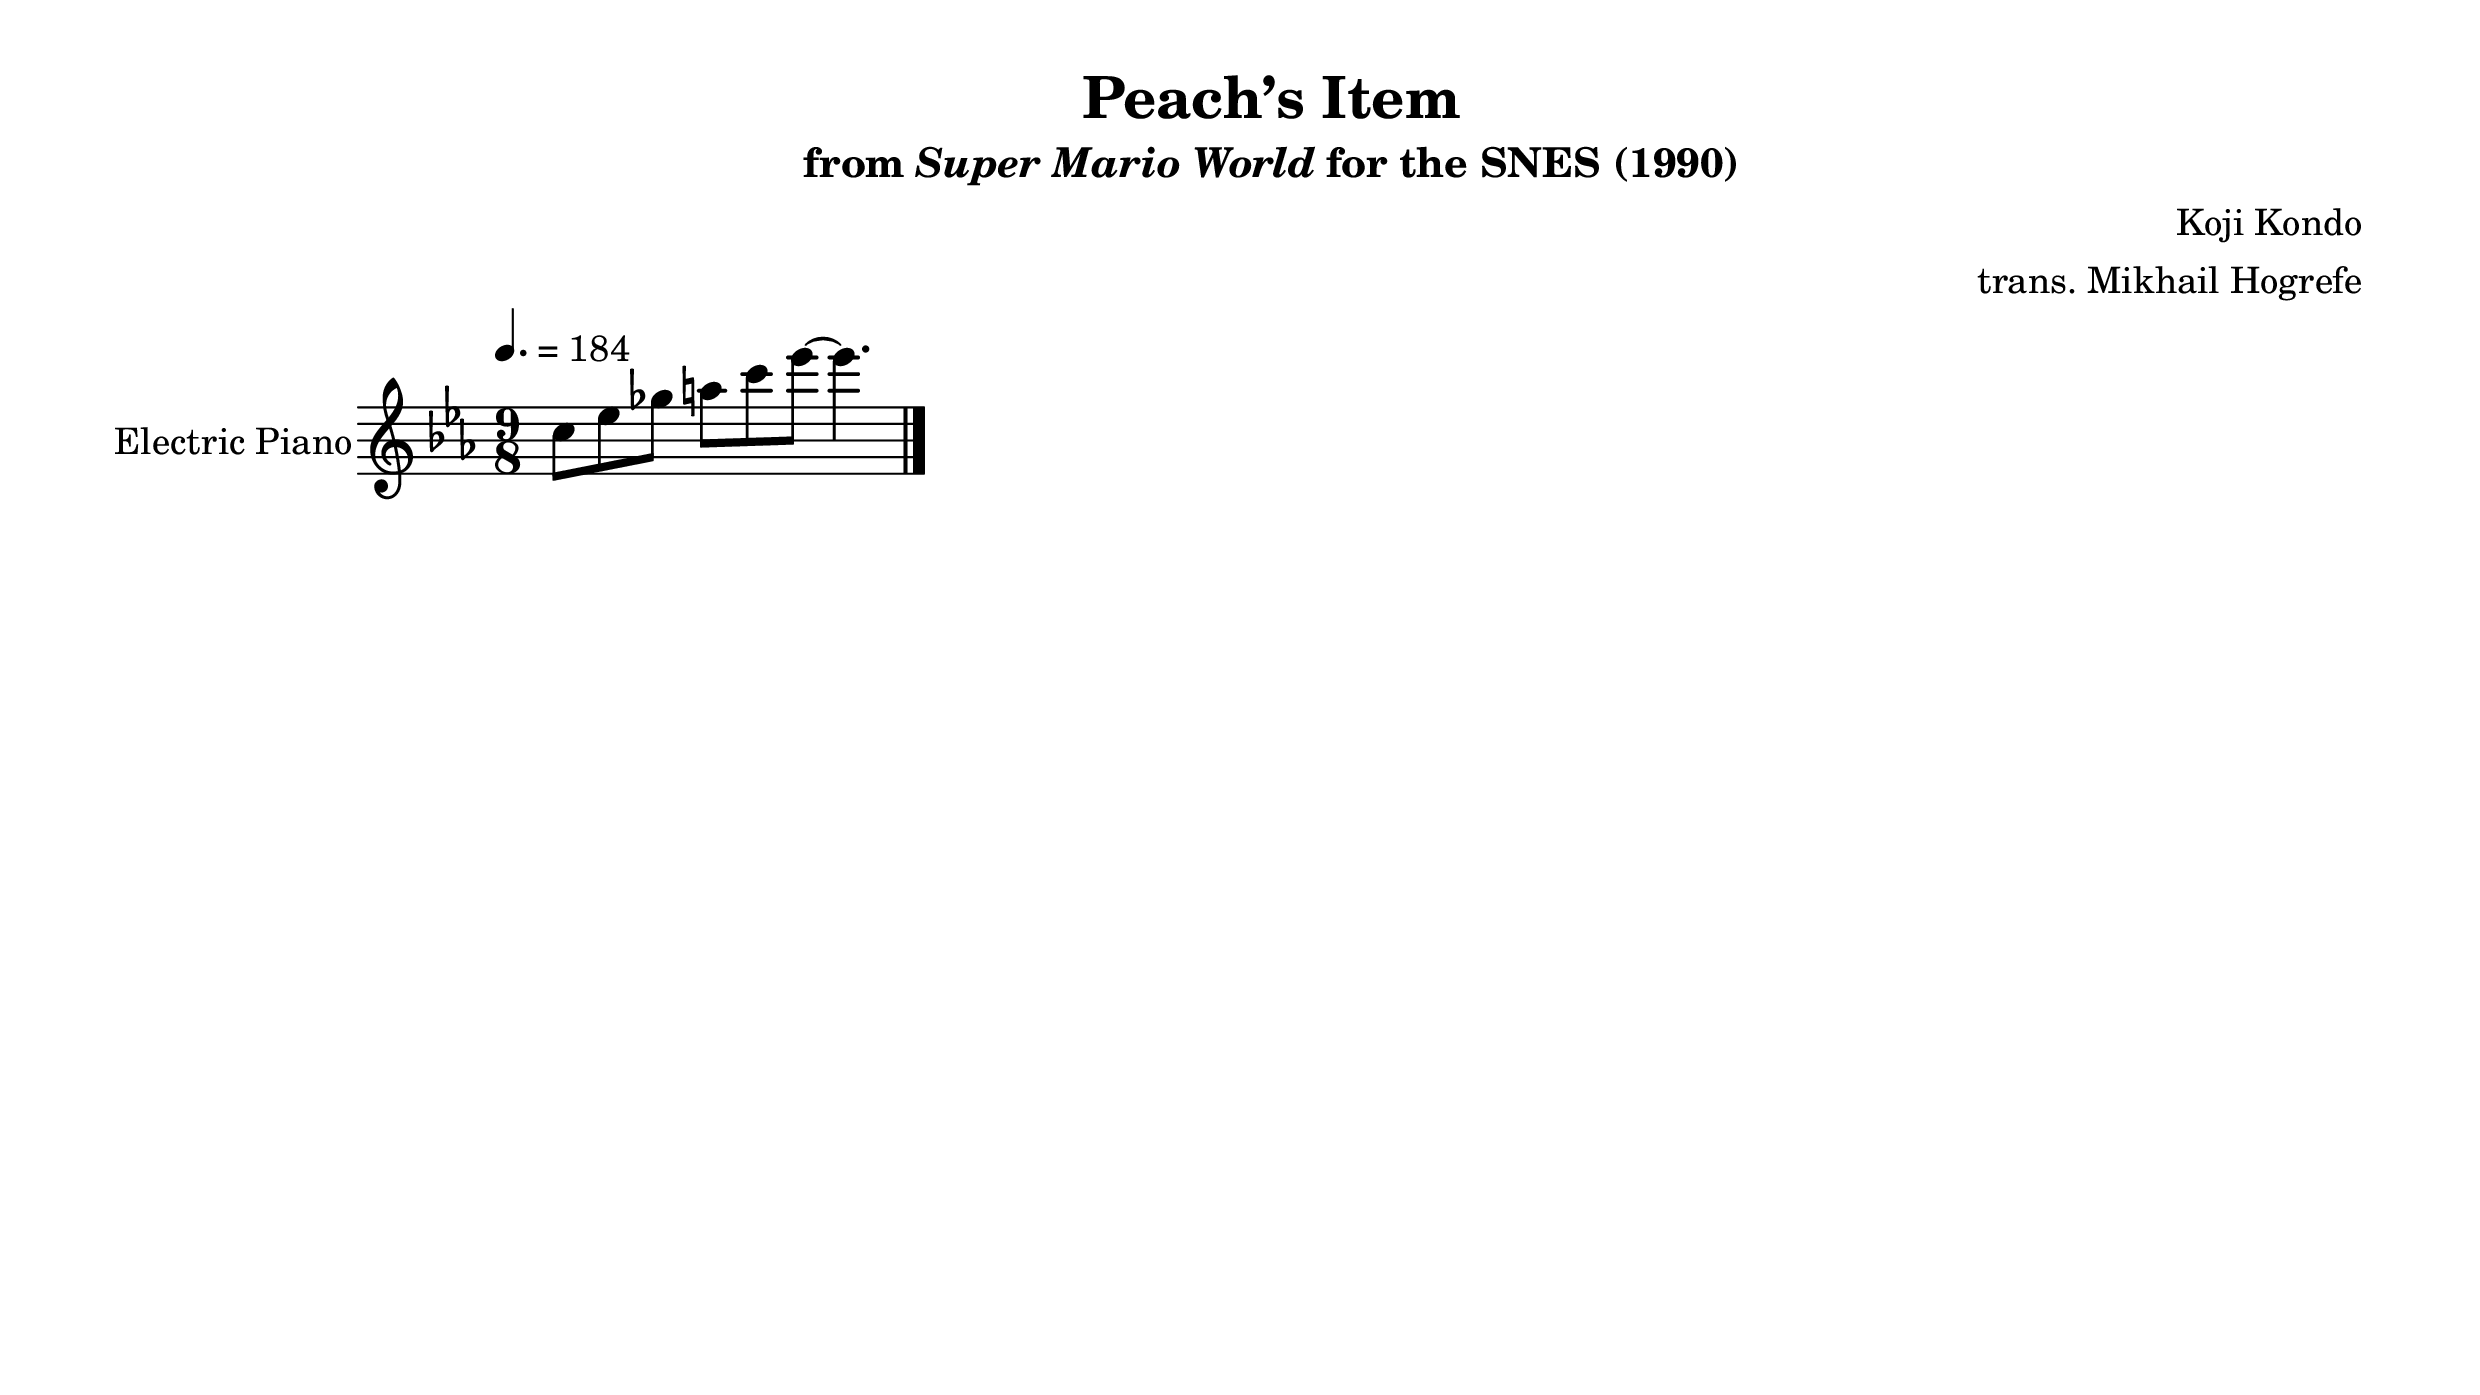 Peach’s Item
from Super Mario World for the SNES (1990)
Koji Kondo
trans. Mikhail Hogrefe
♩. = 184
Electric Piano
9
8